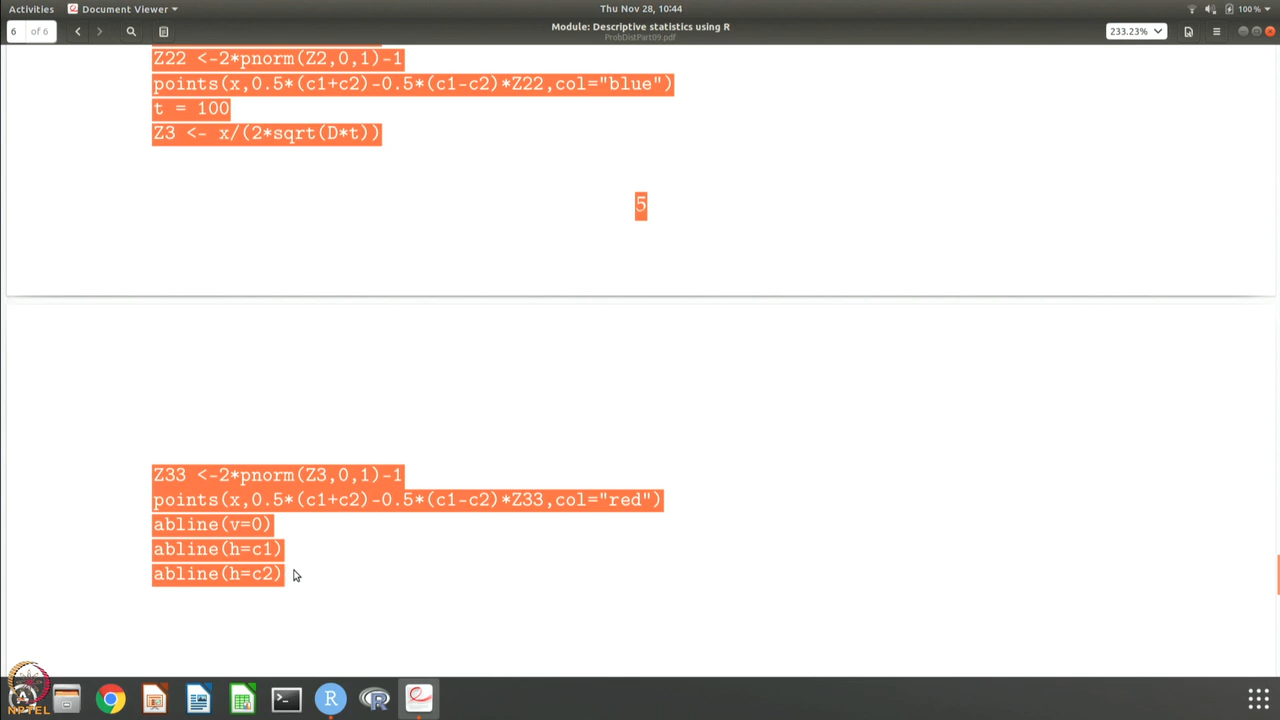 Activities
Document Viewer
Thu Nov 28, 10:44
100%
6
of 6
Module: Descriptive statistics using R
ProbDistPart09.pdf
233.23%
Z22 <-2*pnorm(Z2,0,1)-1
points(x,0.5*(c1+c2)-0.5*(c1-c2)*Z22,col="blue")
t = 100
Z3 <- x/(2*sqrt(D*t))
5
Z33 <-2*pnorm(Z3,0,1)-1
points(x,0.5*(c1+c2)-0.5*(c1-c2)*Z33,col="red")
abline(v=0)
abline(h=c1)
abline(h=c2)
NPTEL